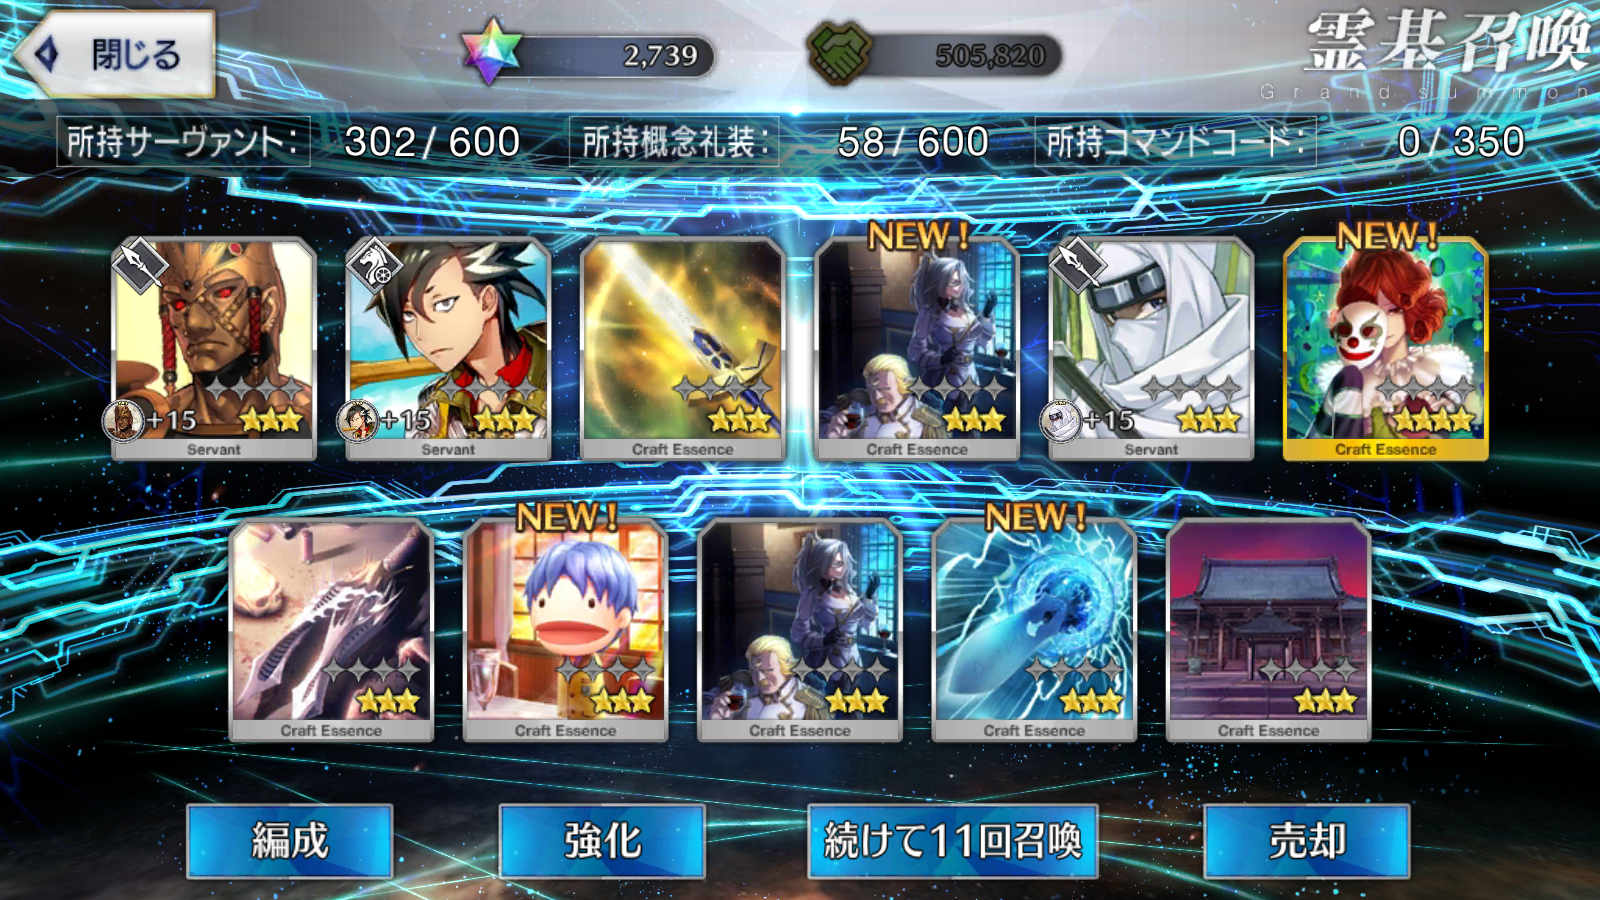 閉じる
2,739
505,820
霊基召喚
Grand summon
所持サーヴァント:
302/600
所持概念礼装:
58/600
所持コマンドコード:
0/350
NEW!
NEW!
+15
+15
+15
Servant
Servant
Craft Essence
Craft Essence
Servant
Craft Essence
NEW!
NEW!
Craft Essence
Craft Essence
Craft Essence
Craft Essence
Craft Essence
編成
強化
続けて11回召喚
売却